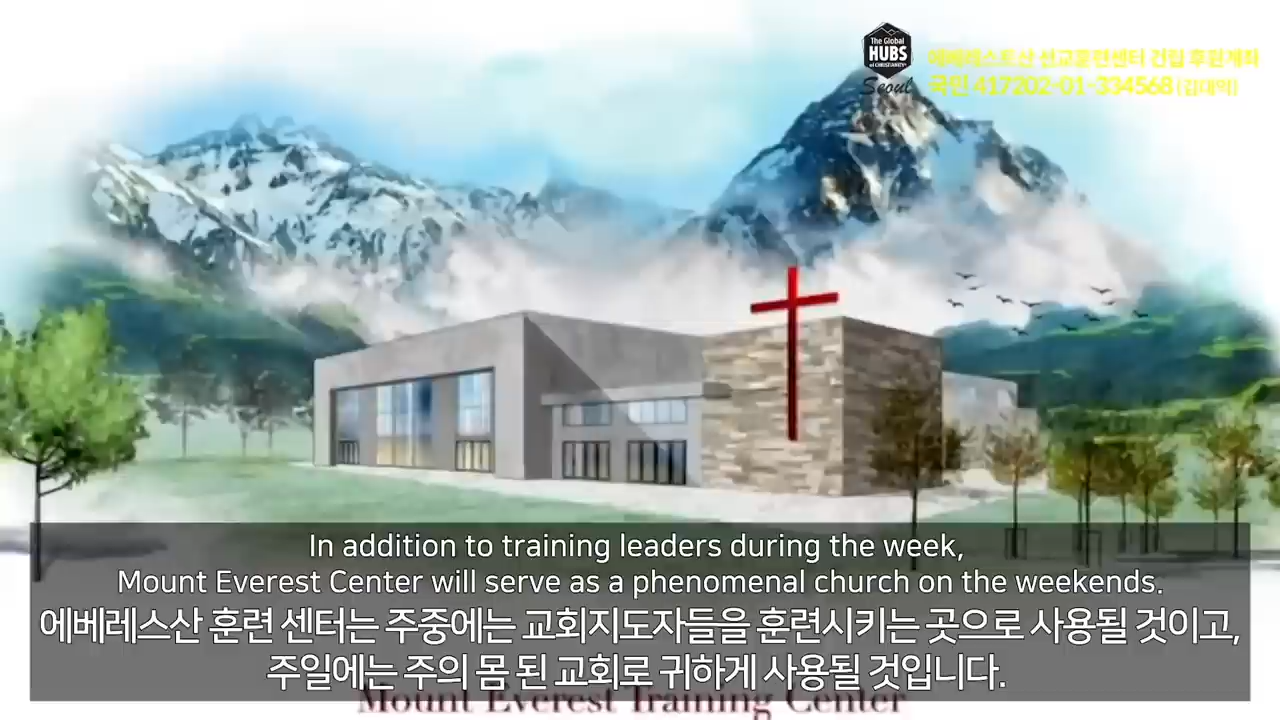 The Global
HUBS
of CHRISTIANITY
Seoul
에베레스트산 선교훈련센터 건립 후원계좌
국민 417202-01-334568 (김대역)
In addition to training leaders during the week,
Mount Everest Center will serve as a phenomenal church on the weekends.
에베레스산 훈련 센터는 주중에는 교회지도자들을 훈련시키는 곳으로 사용될 것이고,
주일에는 주의 몸 된 교회로 귀하게 사용될 것입니다.
Mount Everest Training Center